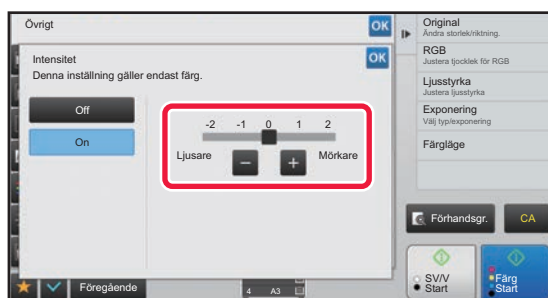 Övrigt
OK
Intensitet
OK
Denna inställning gäller endast färg.
Off
On
-2 -1 0 1 2
Ljusare
Mörkare
Föregående
4 A3
Original
Ändra storlek/riktning.
RGB
Justera tjocklek för RGB
Ljusstyrka
Justera ljusstyrka
Exponering
Välj typ/exponering
Färgläge
Förhandsgr.
CA
SV/V
Start
Färg
Start